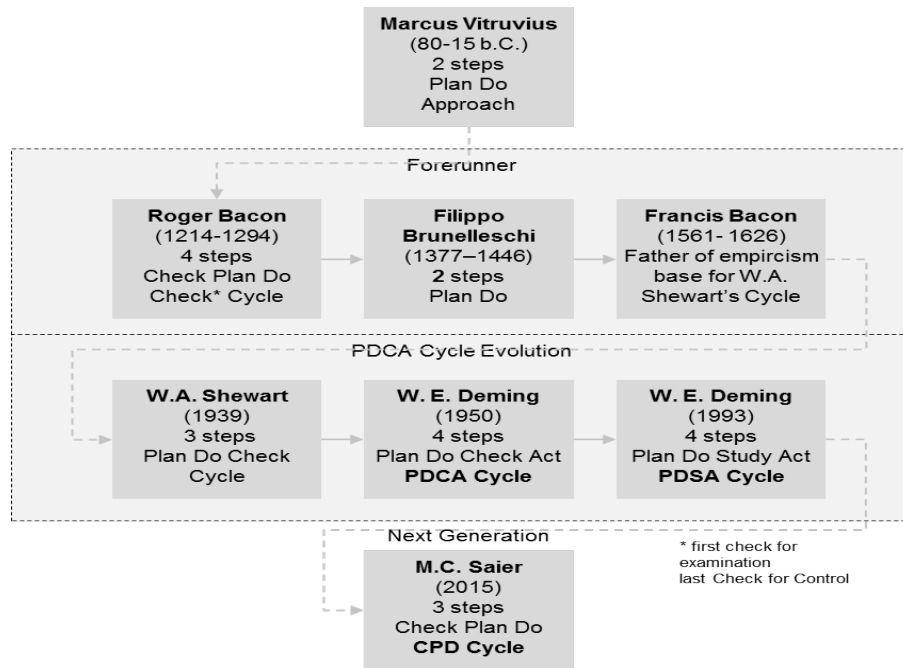 Marcus Vitruvius
(80-15 b.C.)
2 steps
Plan Do
Approach
Forerunner
Roger Bacon
(1214-1294)
4 steps
Check Plan Do
Check* Cycle
Filippo
Brunelleschi
(1377–1446)
2 steps
Plan Do
Francis Bacon
(1561- 1626)
Father of empircism
base for W.A.
Shewart's Cycle
PDCA Cycle Evolution
W.A. Shewart
(1939)
3 steps
Plan Do Check
Cycle
W. E. Deming
(1950)
4 steps
Plan Do Check Act
PDCA Cycle
W. E. Deming
(1993)
4 steps
Plan Do Study Act
PDSA Cycle
Next Generation
M.C. Saier
(2015)
3 steps
Check Plan Do
CPD Cycle
* first check for
examination
last Check for Control